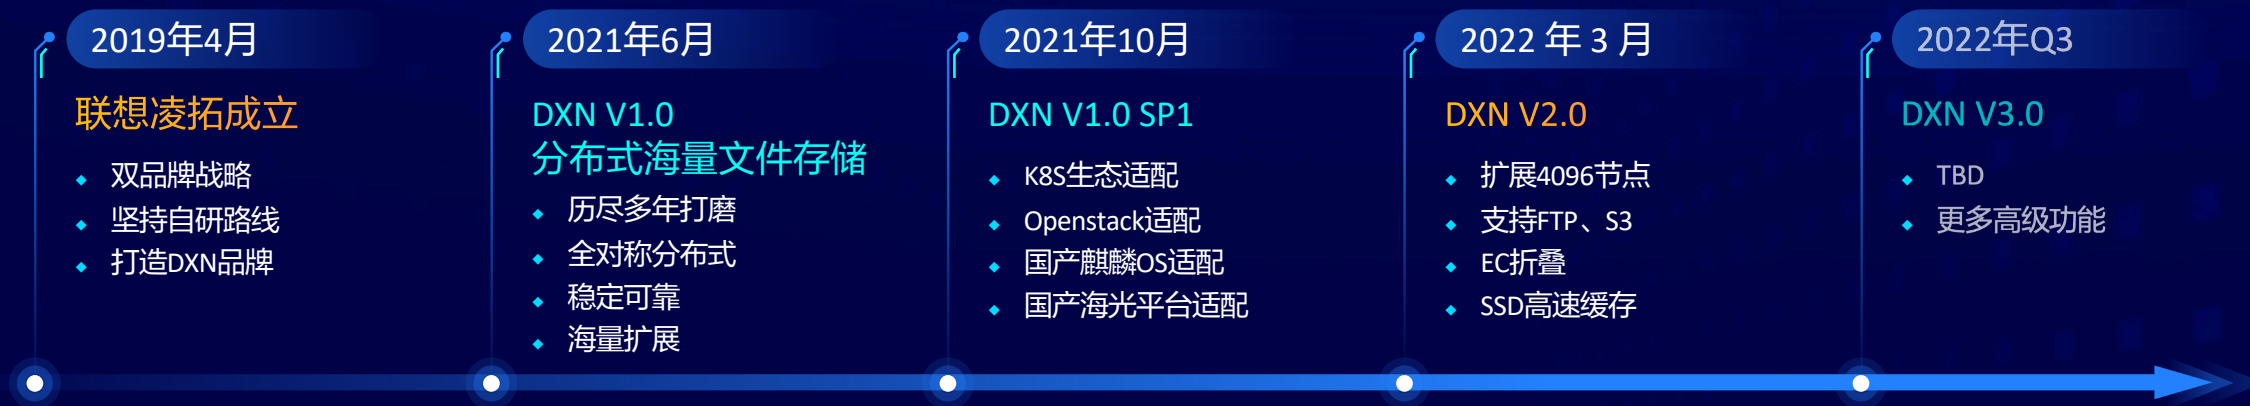 2019年4月
联想凌拓成立
双品牌战略
坚持自研路线
打造DXN品牌
2021年6月
DXN V1.0
分布式海量文件存储
历尽多年打磨
全对称分布式
稳定可靠
海量扩展
2021年10月
DXN V1.0 SP1
K8S生态适配
Openstack适配
国产麒麟OS适配
国产海光平台适配
2022 年 3 月
DXN V2.0
扩展4096节点
支持FTP、S3
EC折叠
SSD高速缓存
2022年Q3
DXN V3.0
TBD
更多高级功能